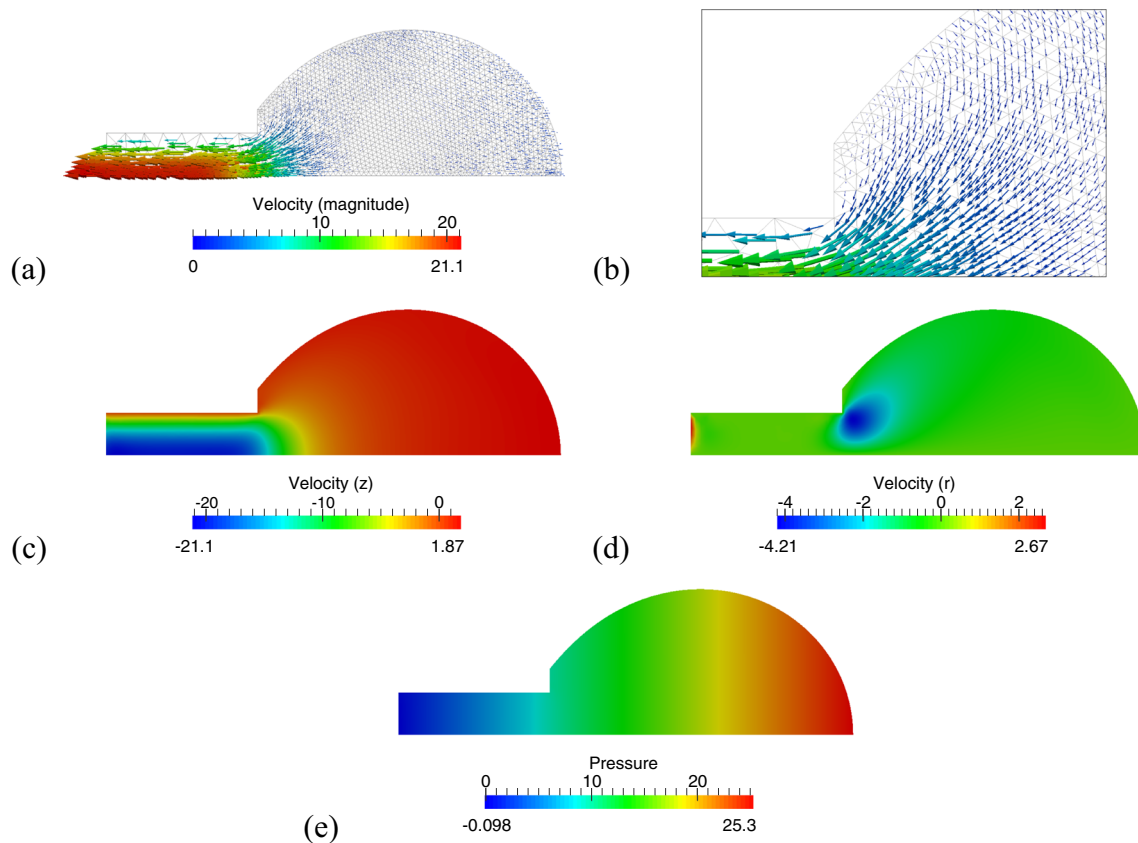 Velocity (magnitude)
10 20
0 21.1
(a)
(b)
Velocity (z)
-20 -10 0
-21.1 1.87
(c)
Velocity (r)
-4 -2 0 2
-4.21 2.67
(d)
Pressure
0 10 20
-0.098 25.3
(e)